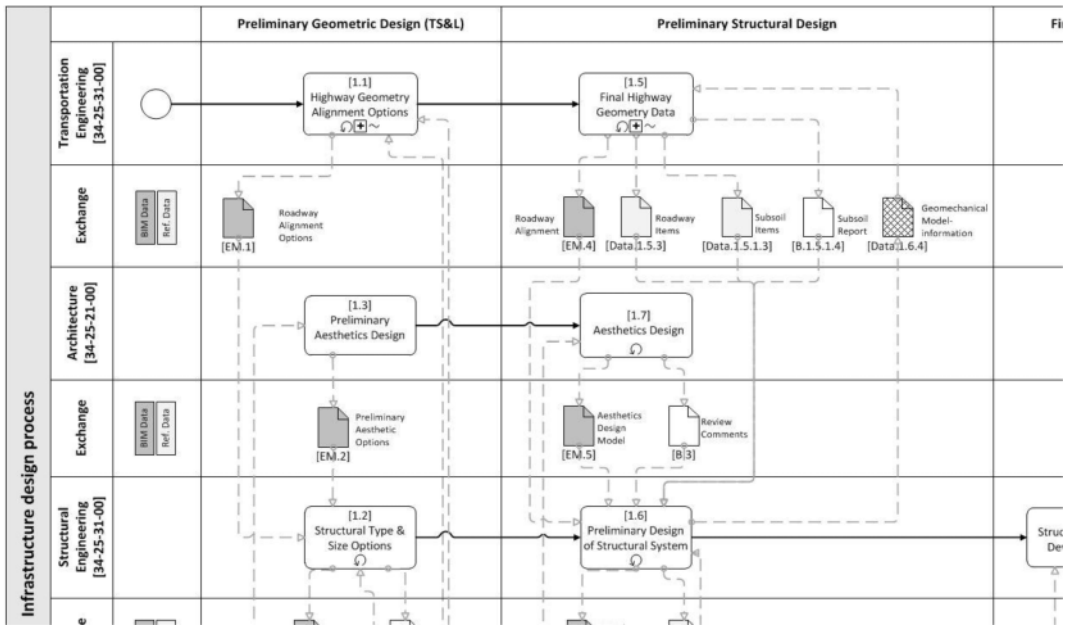 Preliminary Geometric Design (TS&L)
Preliminary Structural Design
Infrastructure design process
Transportation
Engineering
[34-25-31-00]
[1.1]
Highway Geometry
Alignment Options
[1.5]
Final Highway
Geometry Data
Exchange
BIM Data
Ref. Data
Roadway
Alignment
Options
[EM.1]
Roadway
Alignment
[EM.4]
Roadway
Items
[Data.1.5.3]
Subsoil
Items
[Data.1.5.1.3]
Subsoil
Report
[B.1.5.1.4]
Geomechanical
Model-
information
[Data.1.6.4]
Architecture
[34-25-21-00]
[1.3]
Preliminary
Aesthetics Design
[1.7]
Aesthetics Design
Exchange
BIM Data
Ref. Data
Preliminary
Aesthetic
Options
[EM.2]
Aesthetics
Design
Model
[EM.5]
Review
Comments
[B.3]
Structural
Engineering
[34-25-31-00]
[1.2]
Structural Type &
Size Options
[1.6]
Preliminary Design
of Structural System